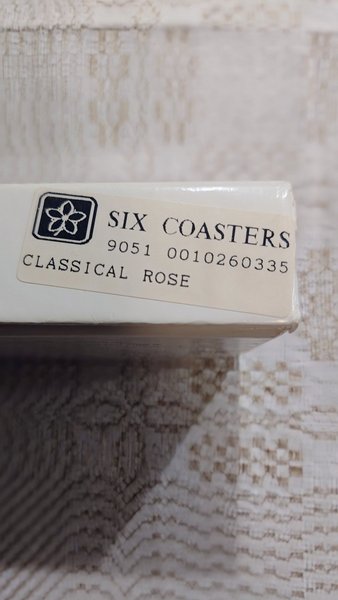 SIX COASTERS
9051 0010260335
CLASSICAL ROSE